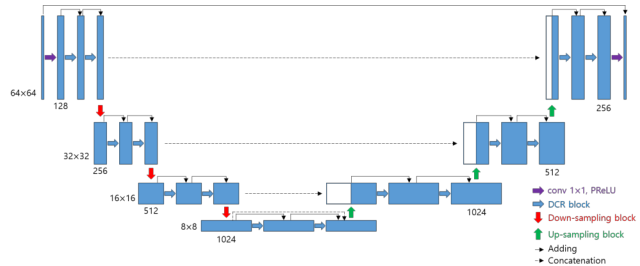 64×64
128
256
32×32
256
512
16×16
512
1024
8×8
1024
conv 1×1, PReLU
DCR block
Down-sampling block
Up-sampling block
Adding
Concatenation